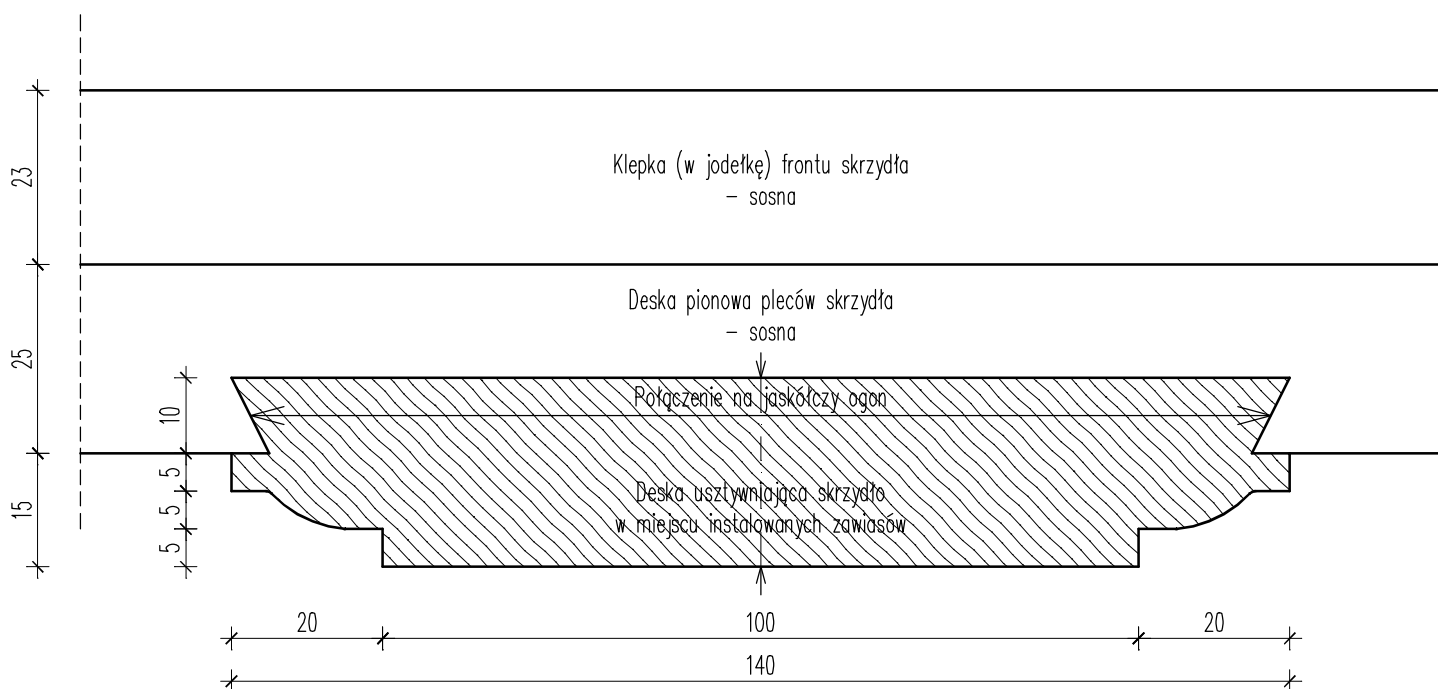 Klepka (w jodełkę) frontu skrzydła
– sosna
23
Deska pionowa pleców skrzydła
– sosna
25
Połączenie na jaskółczy ogon
10
5
Deska usztywniająca skrzydło
w miejscu instalowanych zawiasów
15
5
5
20
100
20
140